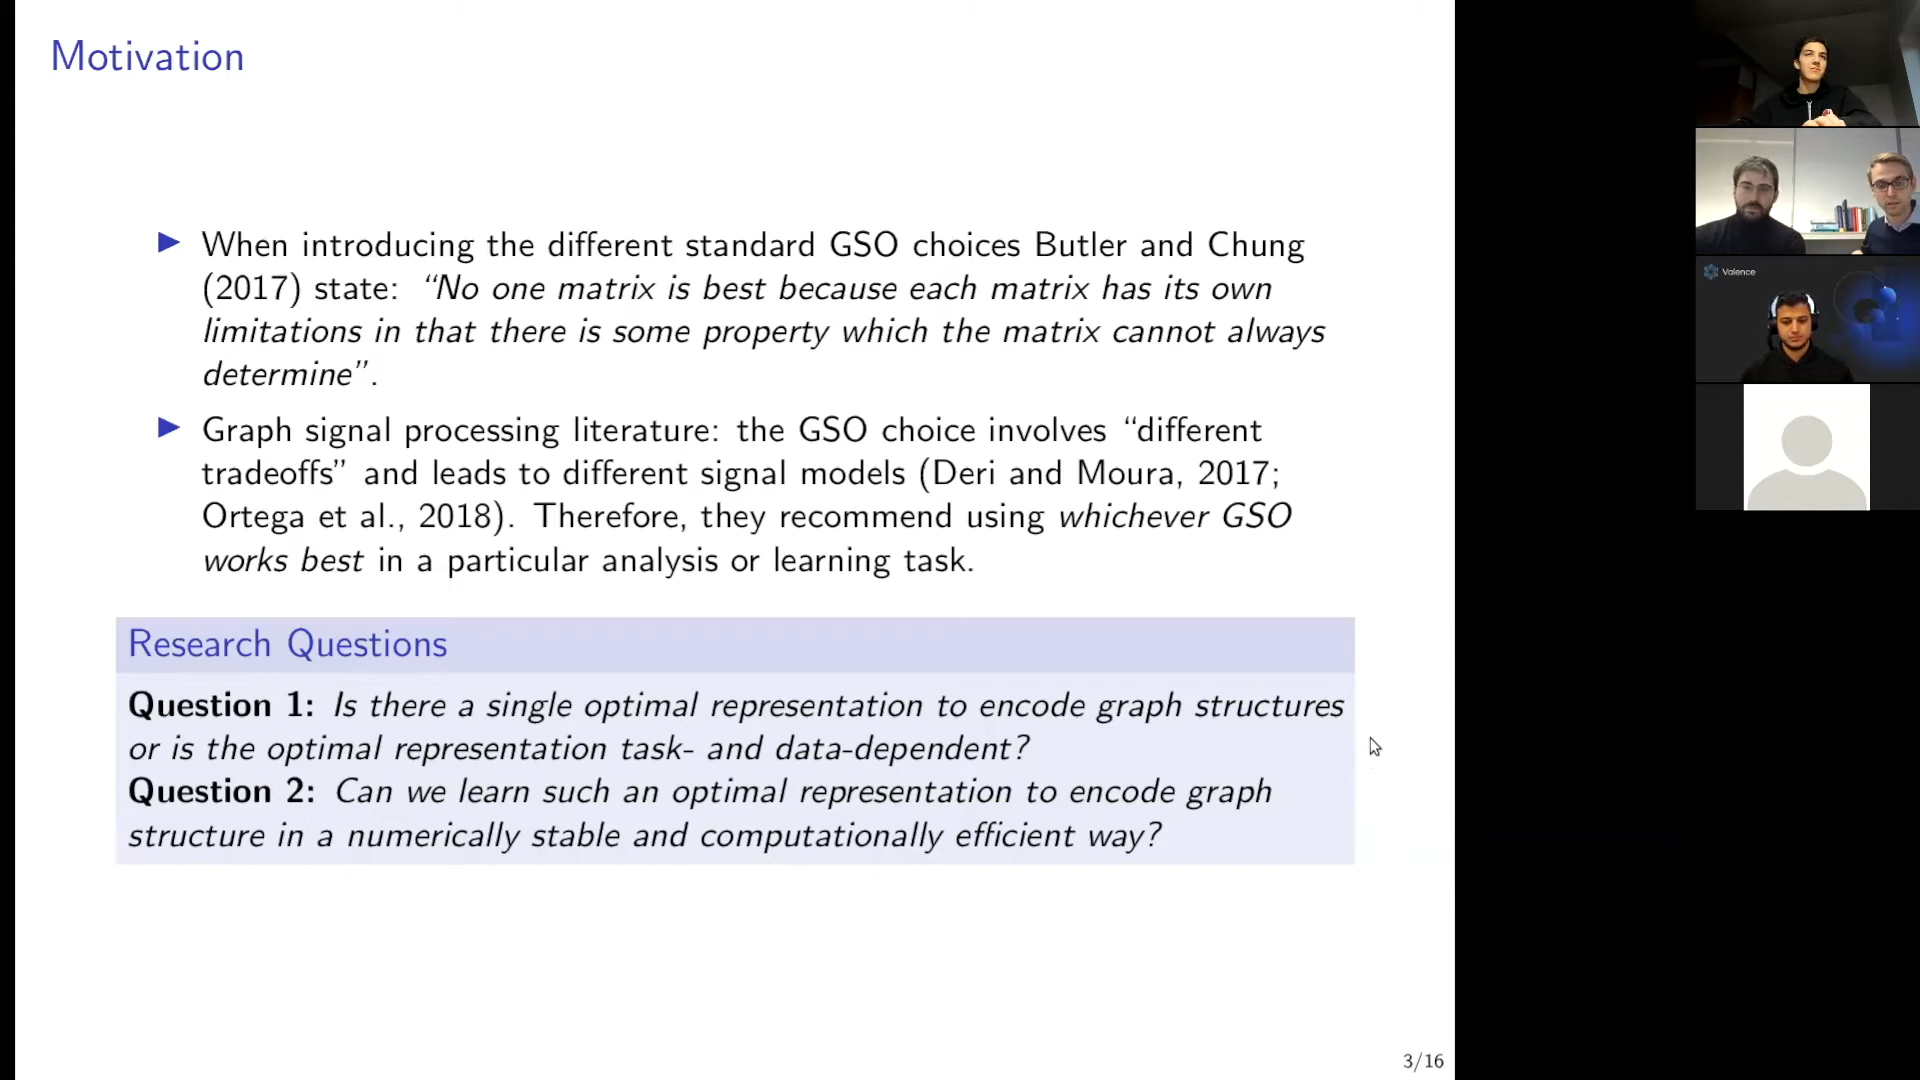 Motivation
▶ When introducing the different standard GSO choices Butler and Chung
(2017) state: “No one matrix is best because each matrix has its own
limitations in that there is some property which the matrix cannot always
determine”.
▶ Graph signal processing literature: the GSO choice involves “different
tradeoffs” and leads to different signal models (Deri and Moura, 2017;
Ortega et al., 2018). Therefore, they recommend using whichever GSO
works best in a particular analysis or learning task.
Research Questions
Question 1: Is there a single optimal representation to encode graph structures
or is the optimal representation task- and data-dependent?
Question 2: Can we learn such an optimal representation to encode graph
structure in a numerically stable and computationally efficient way?
3/16
Valence